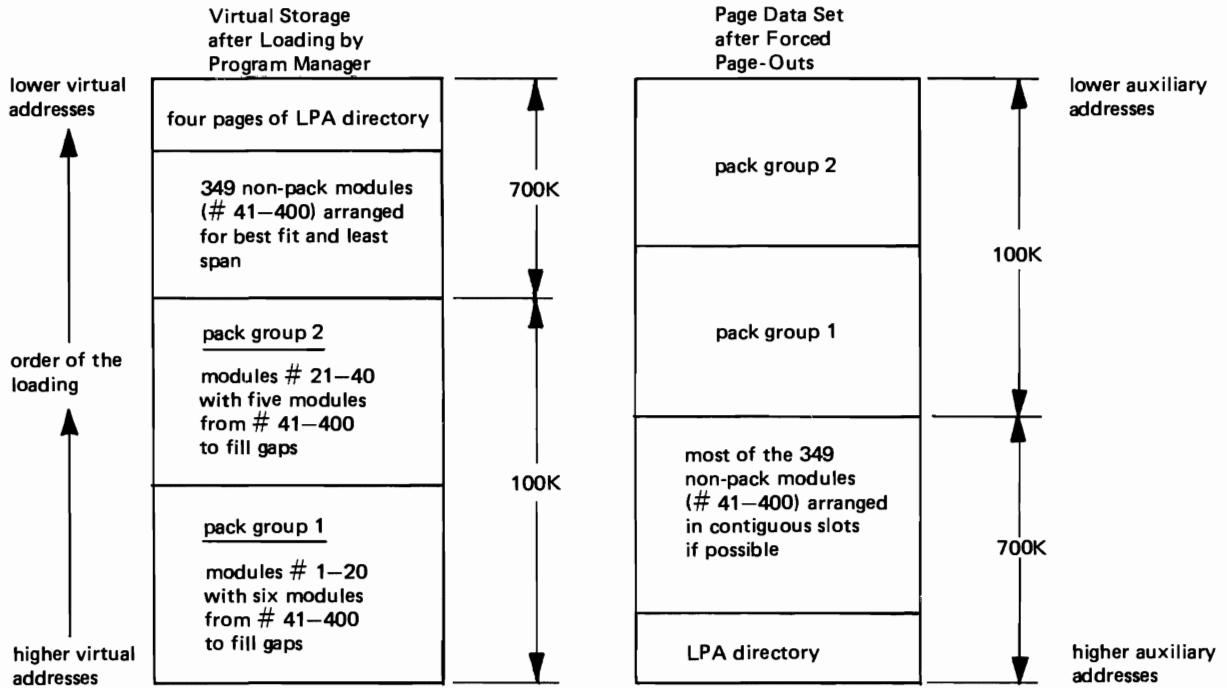 Virtual Storage
after Loading by
Program Manager
lower virtual
addresses
four pages of LPA directory
349 non-pack modules
(# 41—400) arranged
for best fit and least
span
700K
pack group 2
modules # 21—40
with five modules
from # 41—400
to fill gaps
order of the
loading
100K
pack group 1
modules # 1—20
with six modules
from # 41—400
to fill gaps
higher virtual
addresses
Page Data Set
after Forced
Page-Outs
lower auxiliary
addresses
pack group 2
100K
pack group 1
most of the 349
non-pack modules
(# 41—400) arranged
in contiguous slots
if possible
700K
LPA directory
higher auxiliary
addresses